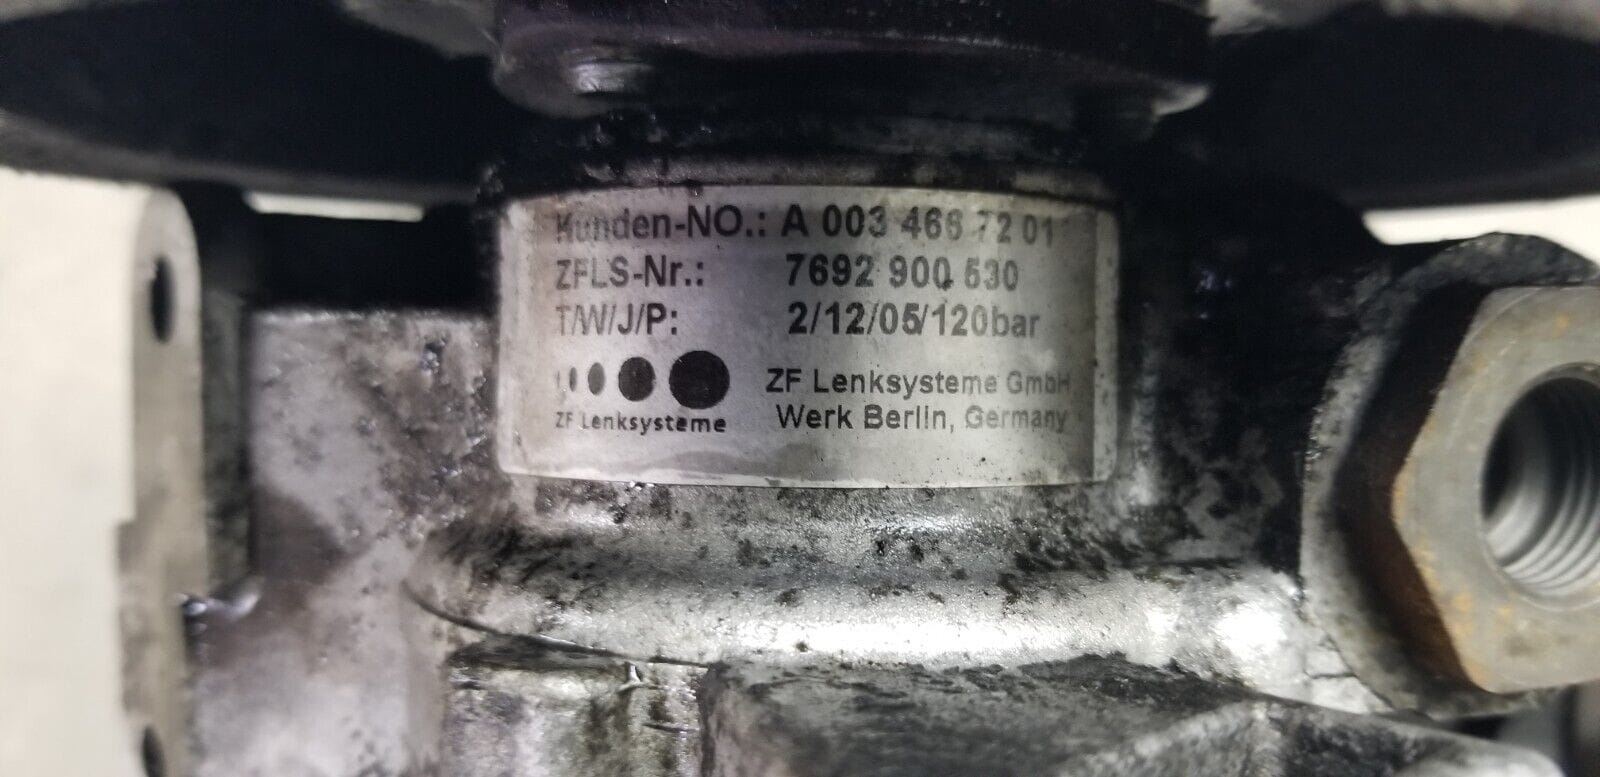 Kunden-NO.: A 003 466 72 01
ZFLS-Nr.: 7692 900 530
T/W/J/P: 2/12/05/120bar
ZF Lenksysteme GmbH
ZF Lenksysteme Werk Berlin, Germany